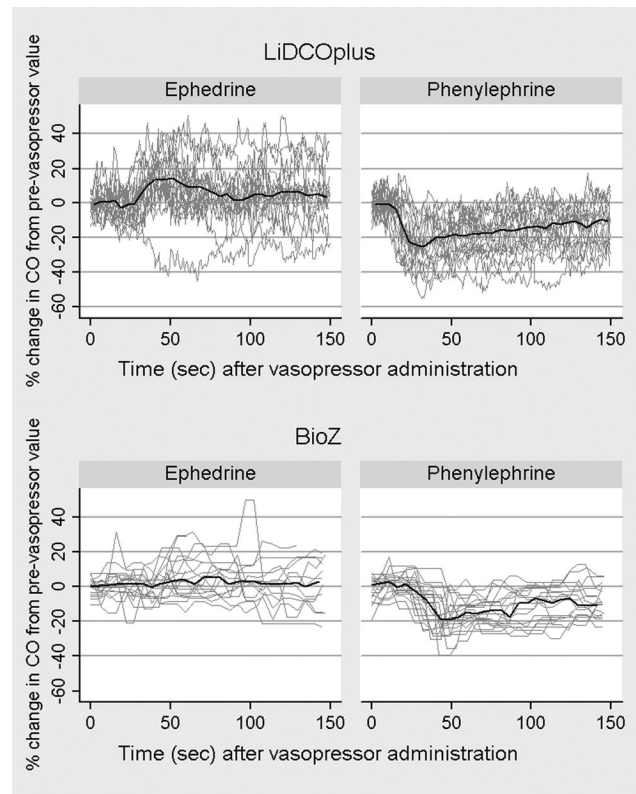 LiDCOplus
Ephedrine
Phenylephrine
% change in CO from pre-vasopressor value
40
20
0
-20
-40
-60
0 50 100 150
0 50 100 150
Time (sec) after vasopressor administration
BioZ
Ephedrine
Phenylephrine
% change in CO from pre-vasopressor value
40
20
0
-20
-40
-60
0 50 100 150
0 50 100 150
Time (sec) after vasopressor administration